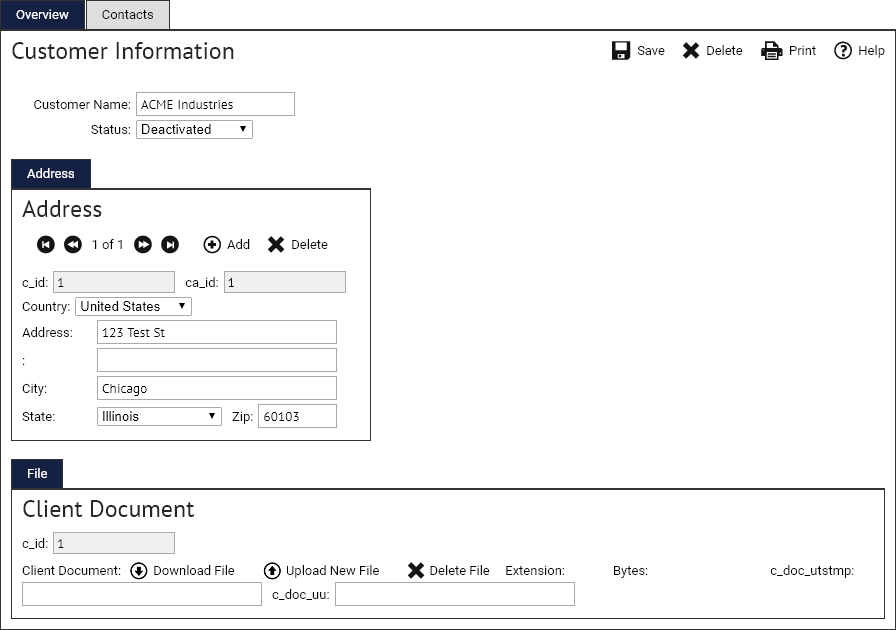 Overview Contacts
Customer Information Save Delete Print Help
Customer Name: ACME Industries
Status: Deactivated
Address
Address
1 of 1 Add Delete
c_id: 1 ca_id: 1
Country: United States
Address: 123 Test St
:
City: Chicago
State: Illinois Zip: 60103
File
Client Document
c_id: 1
Client Document: Download File Upload New File Delete File Extension: Bytes: c_doc_utstmp:
c_doc_uu: